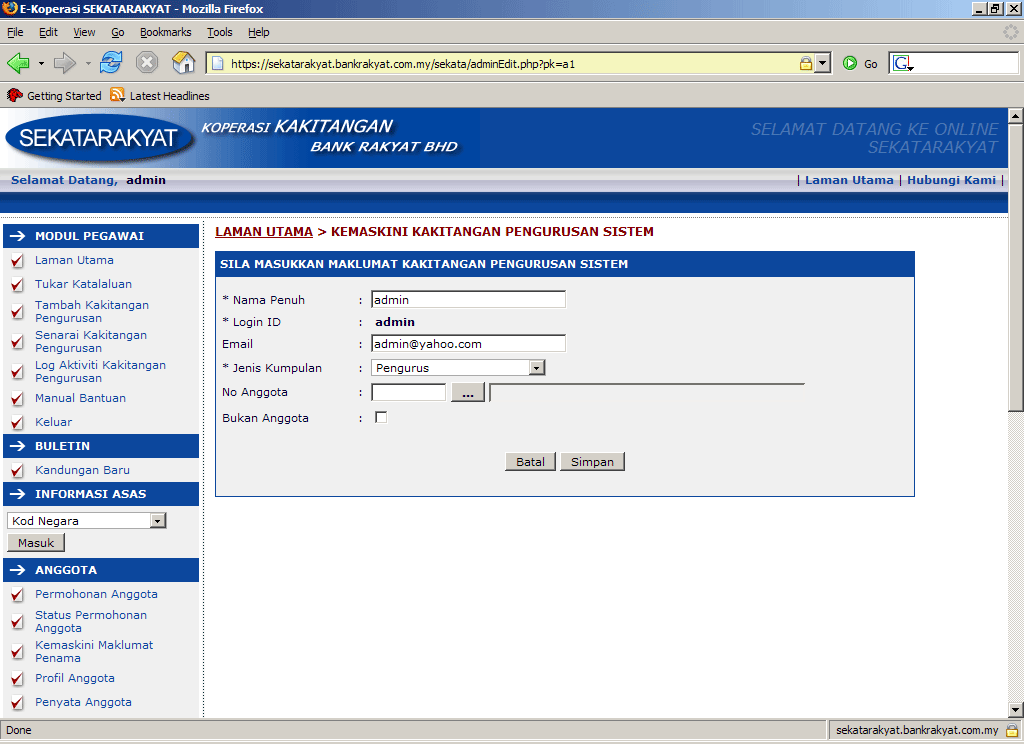 E-Koperasi SEKATARAKYAT - Mozilla Firefox
File Edit View Go Bookmarks Tools Help
https://sekatarakyat.bankrakyat.com.my/sekata/adminEdit.php?pk=a1 Go G
Getting Started Latest Headlines
SEKATARAKYAT KOPERASI KAKITANGAN
BANK RAKYAT BHD
SELAMAT DATANG KE ONLINE
SEKATARAKYAT
Selamat Datang, admin | Laman Utama | Hubungi Kami |
MODUL PEGAWAI
Laman Utama
Tukar Katalaluan
Tambah Kakitangan
Pengurusan
Senarai Kakitangan
Pengurusan
Log Aktiviti Kakitangan
Pengurusan
Manual Bantuan
Keluar
BULETIN
Kandungan Baru
INFORMASI ASAS
Kod Negara
Masuk
ANGGOTA
Permohonan Anggota
Status Permohonan
Anggota
Kemaskini Maklumat
Penama
Profil Anggota
Penyata Anggota
LAMAN UTAMA > KEMASKINI KAKITANGAN PENGURUSAN SISTEM
SILA MASUKKAN MAKLUMAT KAKITANGAN PENGURUSAN SISTEM
* Nama Penuh : admin
* Login ID : admin
Email : admin@yahoo.com
* Jenis Kumpulan : Pengurus
No Anggota : ...
Bukan Anggota :
Batal Simpan
Done sekatarakyat.bankrakyat.com.my